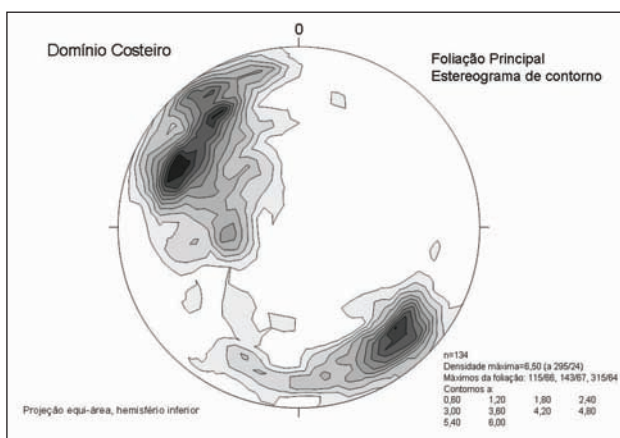 0
Domínio Costeiro
Foliação Principal
Estereograma de contorno
n=134
Densidade máxima=6,50 (a 295/24)
Máximos da foliação: 115/66, 143/67, 315/64
Contornos a:
0,60 1,20 1,80 2,40
3,00 3,60 4,20 4,80
5,40 6,00
Projeção equi-área, hemisfério inferior